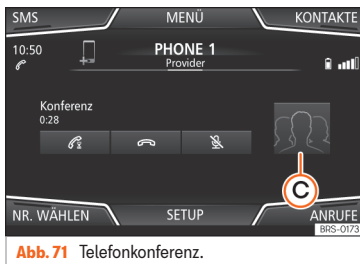 SMS MENÜ KONTAKTE
10:50 PHONE 1
Provider
Konferenz
0:28
C
NR. WÄHLEN SETUP ANRUFE
BRS-0173
Abb. 71 Telefonkonferenz.